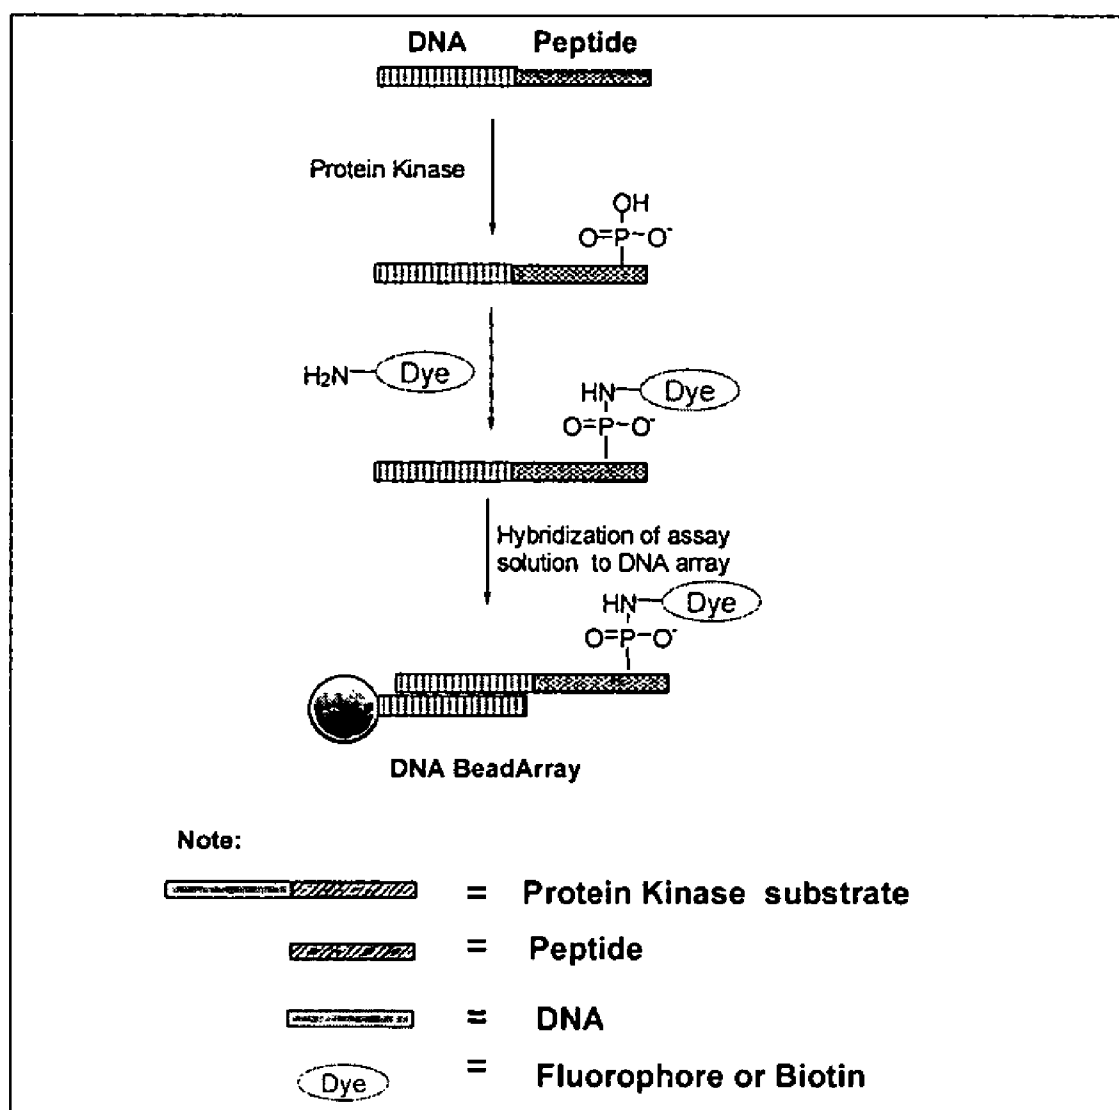 DNA Peptide
Protein Kinase
OH
O=P-O-
H2N- Dye
HN- Dye
O=P-O-
Hybridization of assay
solution to DNA array
HN- Dye
O=P-O-
DNA BeadArray
Note:
= Protein Kinase substrate
= Peptide
= DNA
Dye = Fluorophore or Biotin